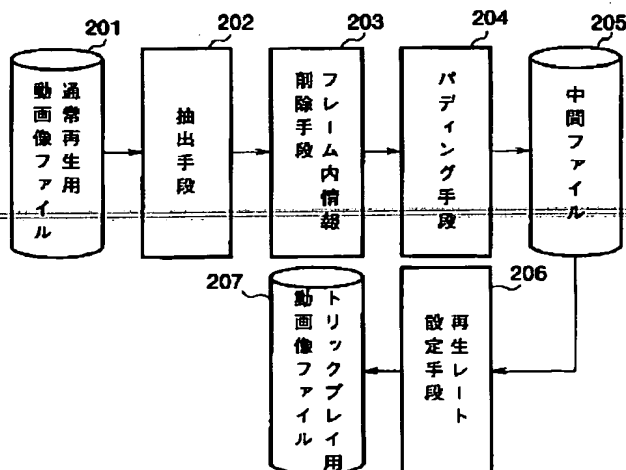 201
通常再生用
動画像ファイル
202
抽出手段
203
フレーム内情報
削除手段
204
パディング手段
205
中間ファイル
206
再生レート
設定手段
207
トリックプレイ用
動画像ファイル